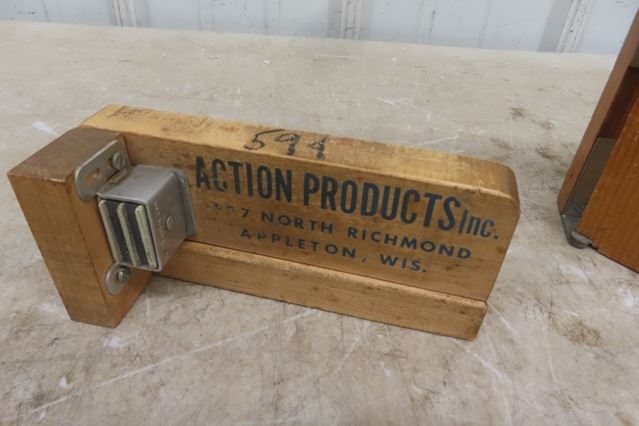 594
ACTION PRODUCTS Inc.
NORTH RICHMOND
APPLETON, WIS.